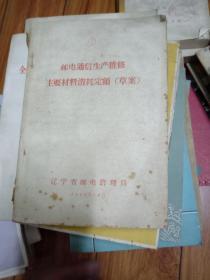 邮电通信生产维修
主要材料消耗定额（草案）
辽宁省邮电管理局
全